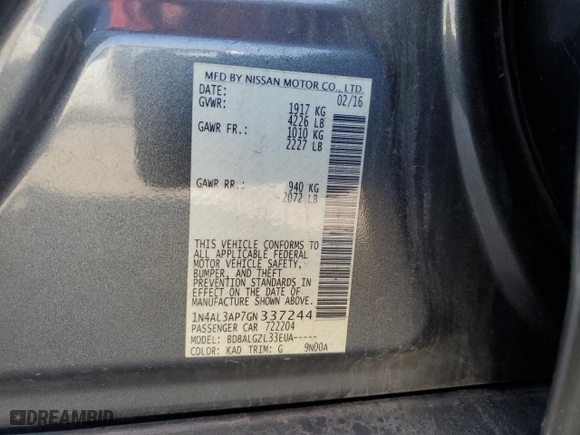 MFD BY NISSAN MOTOR CO., LTD.
DATE: 02/16
GVWR: 1917 KG
4226 LB
GAWR FR.: 1010 KG
2227 LB
GAWR RR.: 940 KG
2072 LB
THIS VEHICLE CONFORMS TO
ALL APPLICABLE FEDERAL
MOTOR VEHICLE SAFETY,
BUMPER, AND THEFT
PREVENTION STANDARDS IN
EFFECT ON THE DATE OF
MANUFACTURE SHOWN ABOVE.
1N4AL3AP7GN337244
PASSENGER CAR 722204
MODEL: BDBALGZL33EUA-----
COLOR: KAD TRIM: G 9N00A
DREAMBID